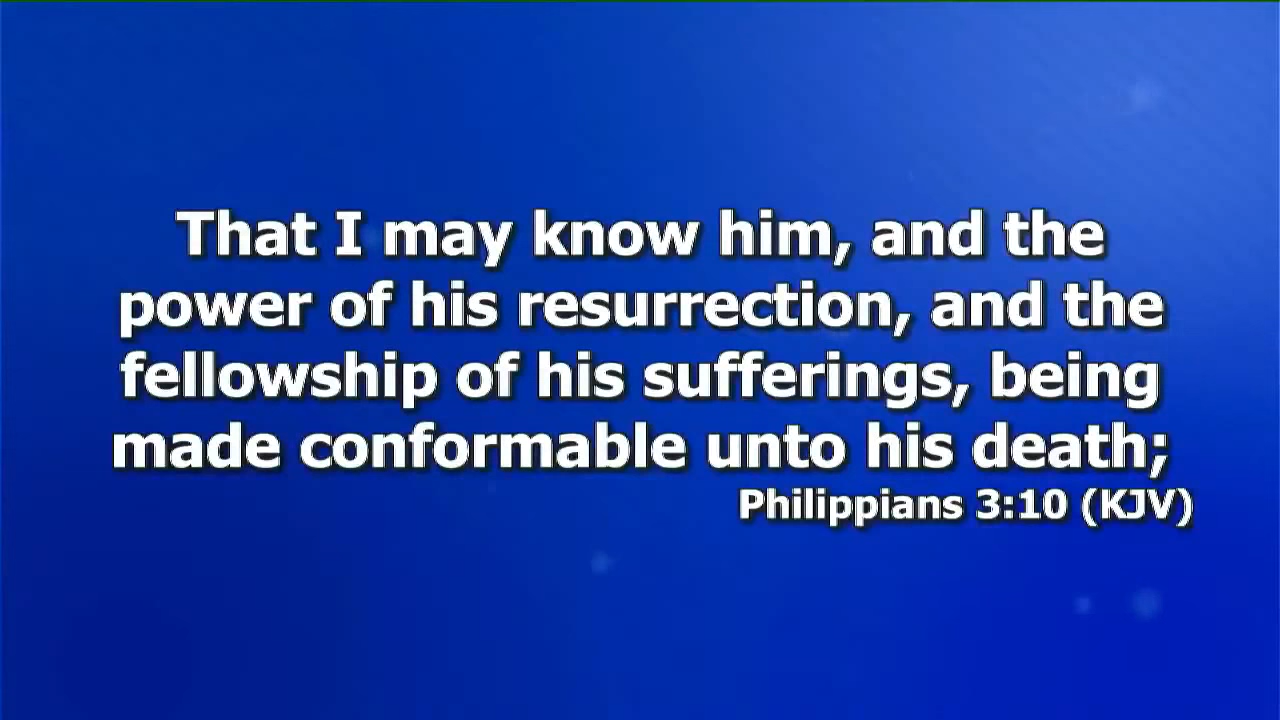 That I may know him, and the
power of his resurrection, and the
fellowship of his sufferings, being
made conformable unto his death;
Philippians 3:10 (KJV)